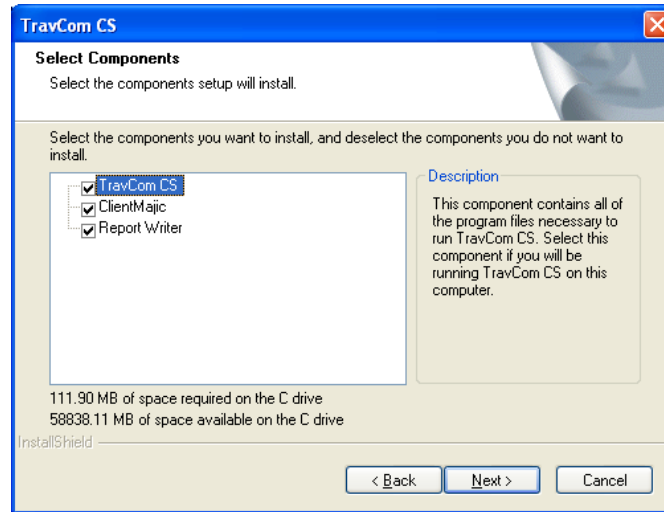 TravCom CS
Select Components
Select the components setup will install.
Select the components you want to install, and deselect the components you do not want to
install.
TravCom CS
ClientMajic
Report Writer
Description
This component contains all of
the program files necessary to
run TravCom CS. Select this
component if you will be
running TravCom CS on this
computer.
111.90 MB of space required on the C drive
58838.11 MB of space available on the C drive
InstallShield
< Back
Next >
Cancel